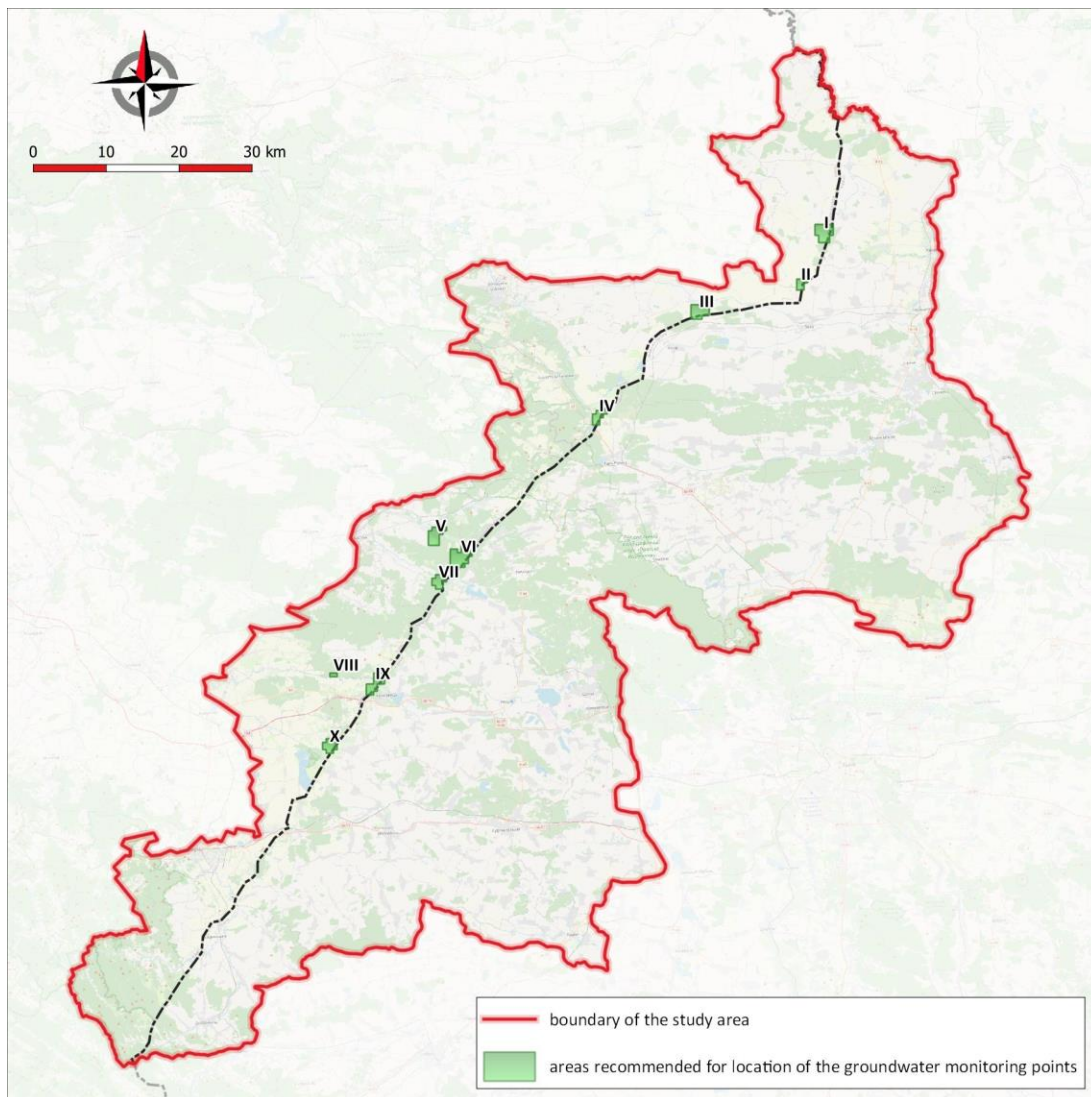 0 10 20 30 km
I
II
III
IV
V
VI
VII
VIII
IX
X
boundary of the study area
areas recommended for location of the groundwater monitoring points